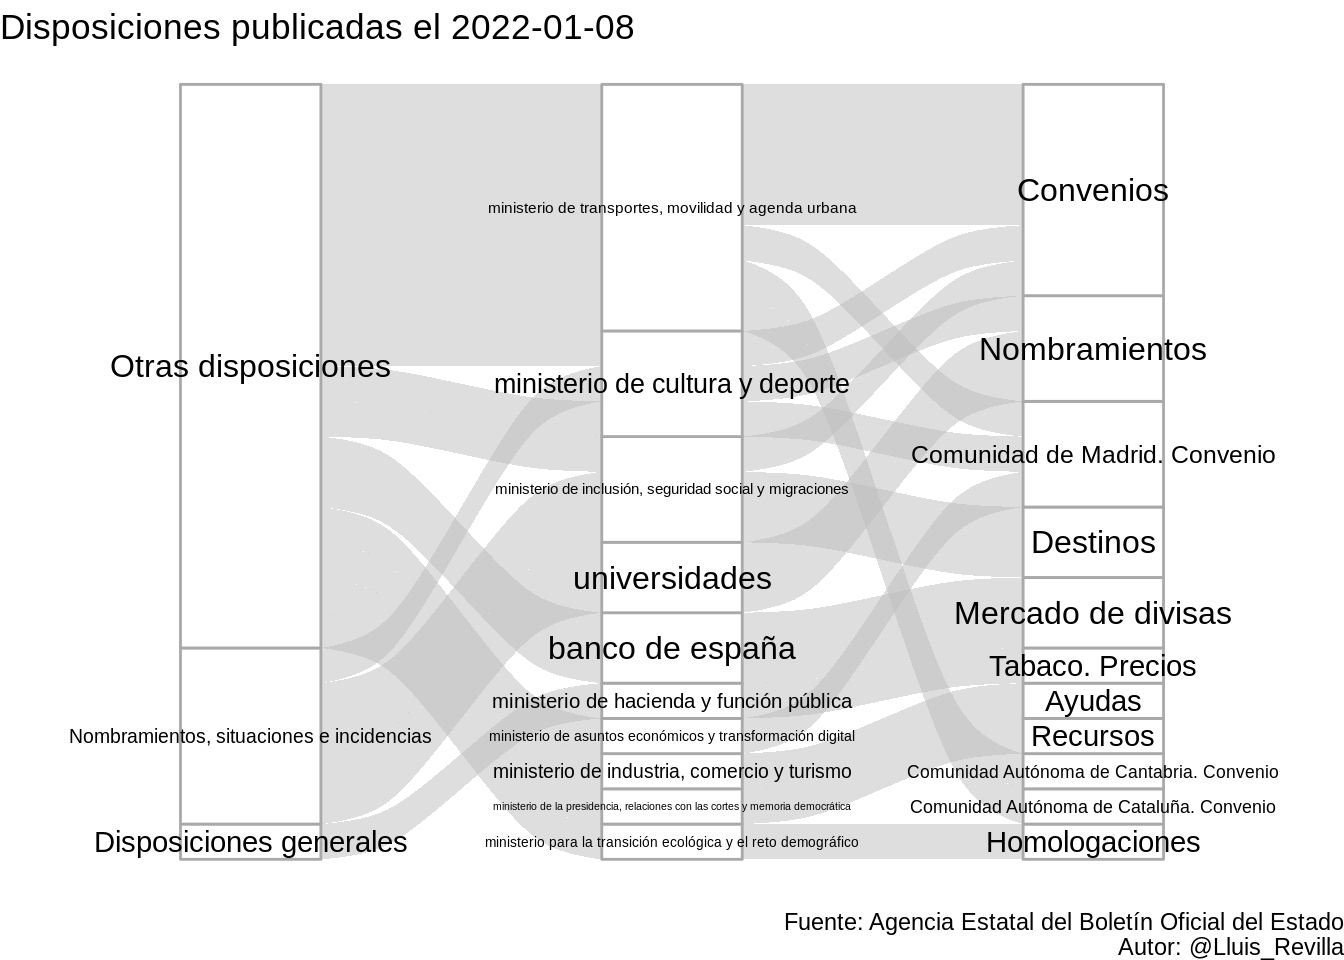 Disposiciones publicadas el 2022-01-08
Otras disposiciones
Nombramientos, situaciones e incidencias
Disposiciones generales
ministerio de transportes, movilidad y agenda urbana
ministerio de cultura y deporte
ministerio de inclusión, seguridad social y migraciones
universidades
banco de españa
ministerio de hacienda y función pública
ministerio de asuntos económicos y transformación digital
ministerio de industria, comercio y turismo
ministerio de la presidencia, relaciones con las cortes y memoria democrática
ministerio para la transición ecológica y el reto demográfico
Convenios
Nombramientos
Comunidad de Madrid. Convenio
Destinos
Mercado de divisas
Tabaco. Precios
Ayudas
Recursos
Comunidad Autónoma de Cantabria. Convenio
Comunidad Autónoma de Cataluña. Convenio
Homologaciones
Fuente: Agencia Estatal del Boletín Oficial del Estado
Autor: @Lluis_Revilla